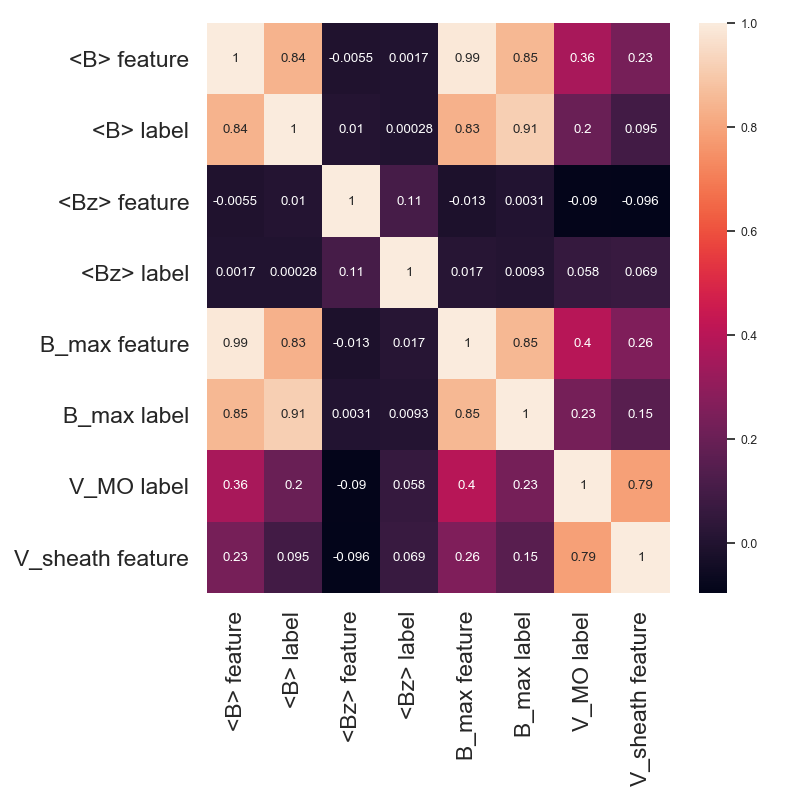 <B> feature 1 0.84 -0.0055 0.0017 0.99 0.85 0.36 0.23
<B> label 0.84 1 0.01 0.00028 0.83 0.91 0.2 0.095
<Bz> feature -0.0055 0.01 1 0.11 -0.013 0.0031 -0.09 -0.096
<Bz> label 0.0017 0.00028 0.11 1 0.017 0.0093 0.058 0.069
B_max feature 0.99 0.83 -0.013 0.017 1 0.85 0.4 0.26
B_max label 0.85 0.91 0.0031 0.0093 0.85 1 0.23 0.15
V_MO label 0.36 0.2 -0.09 0.058 0.4 0.23 1 0.79
V_sheath feature 0.23 0.095 -0.096 0.069 0.26 0.15 0.79 1
<B> feature
<B> label
<Bz> feature
<Bz> label
B_max feature
B_max label
V_MO label
V_sheath feature
1.0
0.8
0.6
0.4
0.2
0.0